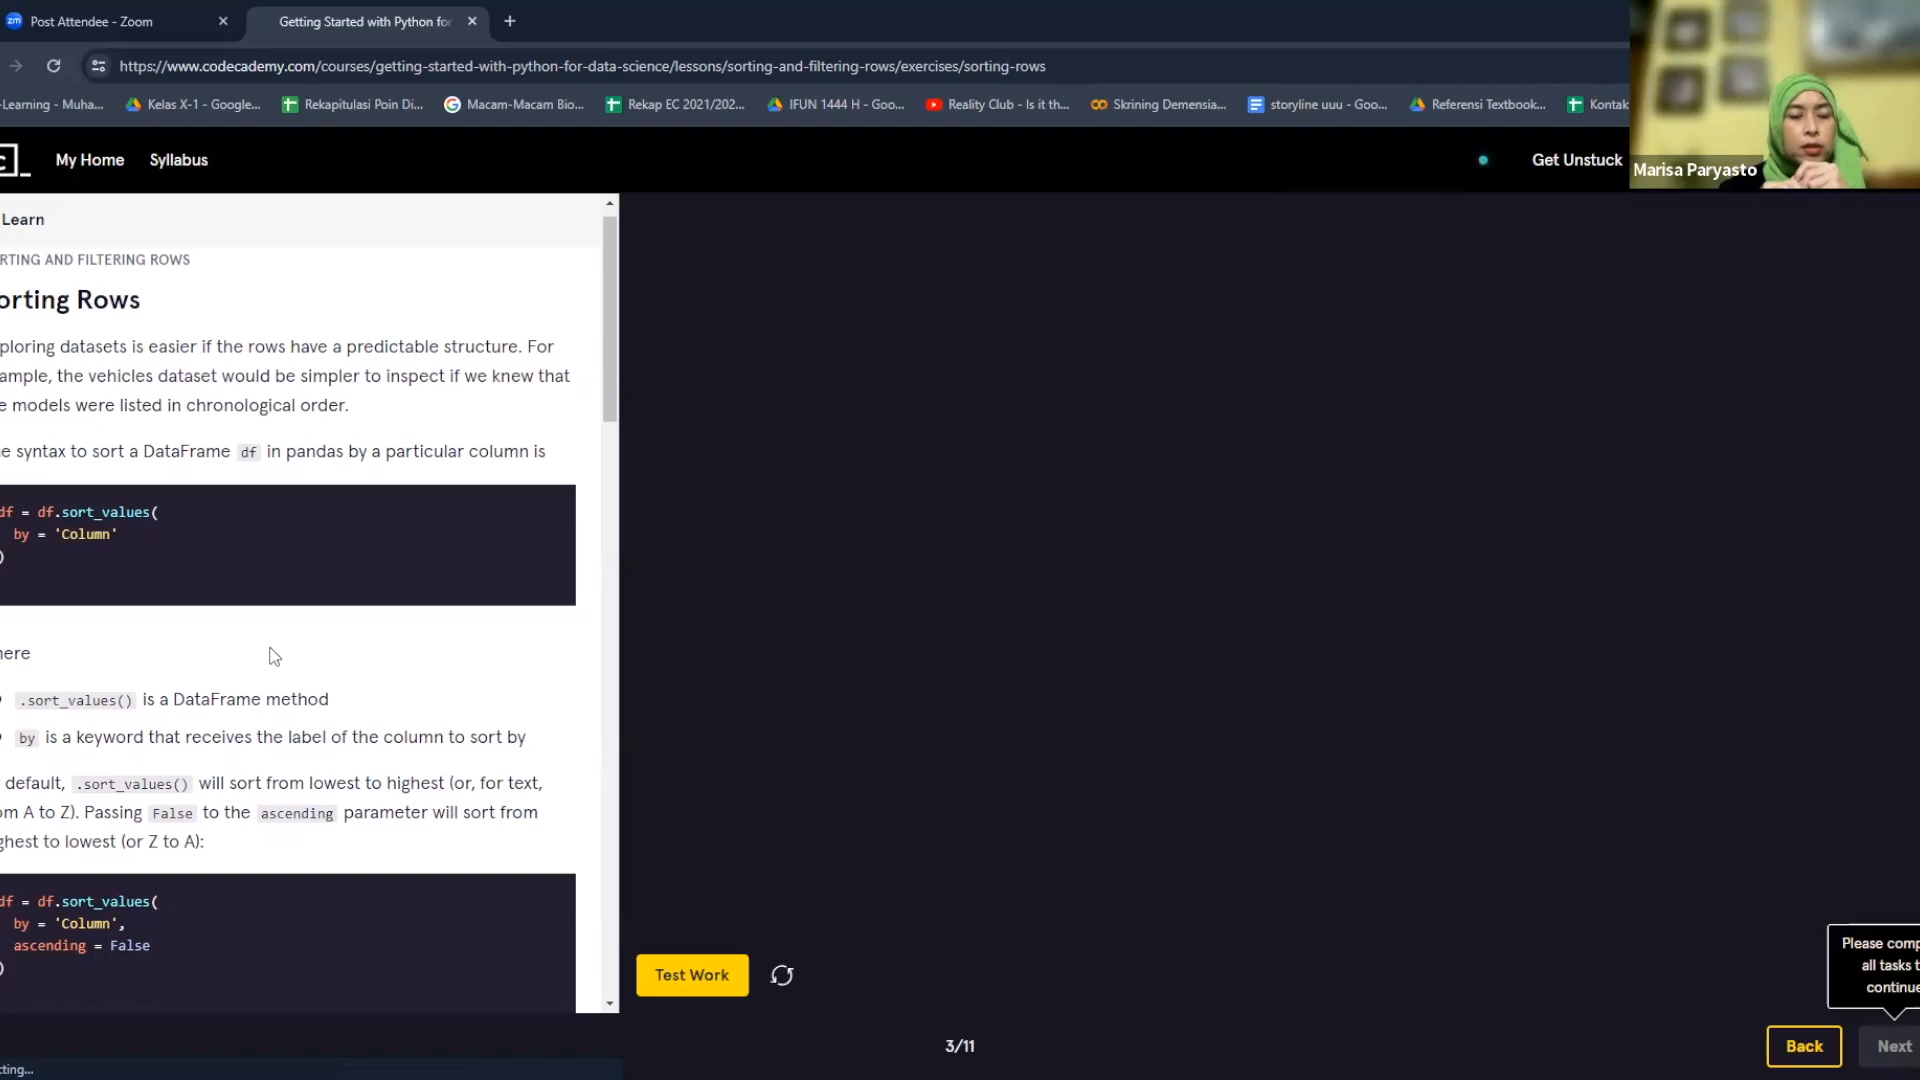 zm Post Attendee - Zoom
Getting Started with Python for
https://www.codecademy.com/courses/getting-started-with-python-for-data-science/lessons/sorting-and-filtering-rows/exercises/sorting-rows
-Learning - Muha...
Kelas X-1 - Google...
Rekapitulasi Poin Di...
Macam-Macam Bio...
Rekap EC 2021/202...
IFUN 1444 H - Goo...
Reality Club - Is it th...
Skrining Demensia...
storyline uuu - Goo...
Referensi Textbook...
Kontak
My Home
Syllabus
Get Unstuck
Marisa Paryasto
Learn
RTING AND FILTERING ROWS
orting Rows
ploring datasets is easier if the rows have a predictable structure. For
ample, the vehicles dataset would be simpler to inspect if we knew that
e models were listed in chronological order.
e syntax to sort a DataFrame df in pandas by a particular column is
df = df.sort_values(
by = 'Column'
)
here
.sort_values() is a DataFrame method
by is a keyword that receives the label of the column to sort by
default, .sort_values() will sort from lowest to highest (or, for text,
om A to Z). Passing False to the ascending parameter will sort from
ghest to lowest (or Z to A):
df = df.sort_values(
by = 'Column',
ascending = False
)
Test Work
Please comp
all tasks t
continue
3/11
Back
Next
cting...